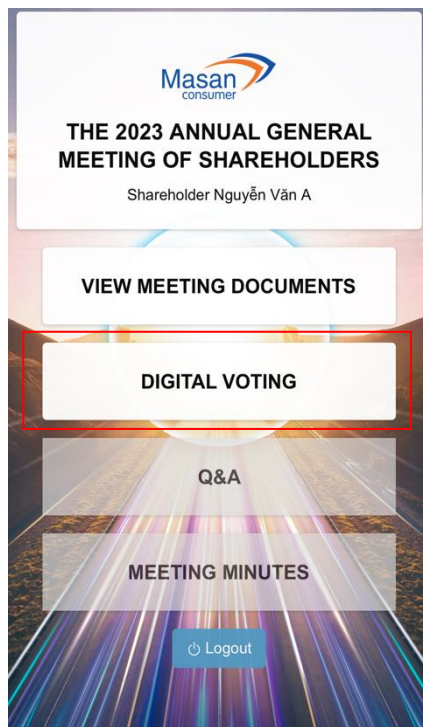 Masan
consumer
THE 2023 ANNUAL GENERAL
MEETING OF SHAREHOLDERS
Shareholder Nguyễn Văn A
VIEW MEETING DOCUMENTS
DIGITAL VOTING
Q&A
MEETING MINUTES
Logout